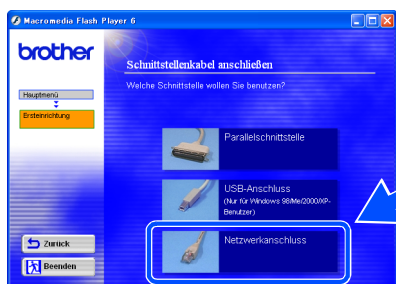 Macromedia Flash Player 6
brother
Schnittstellenkabel anschließen
Welche Schnittstelle wollen Sie benutzen?
Hauptmenü
Ersteinrichtung
Parallelschnittstelle
USB-Anschluss
(Nur für Windows 98/Me/2000/XP-
Benutzer)
Netzwerkanschluss
Zurück
Beenden